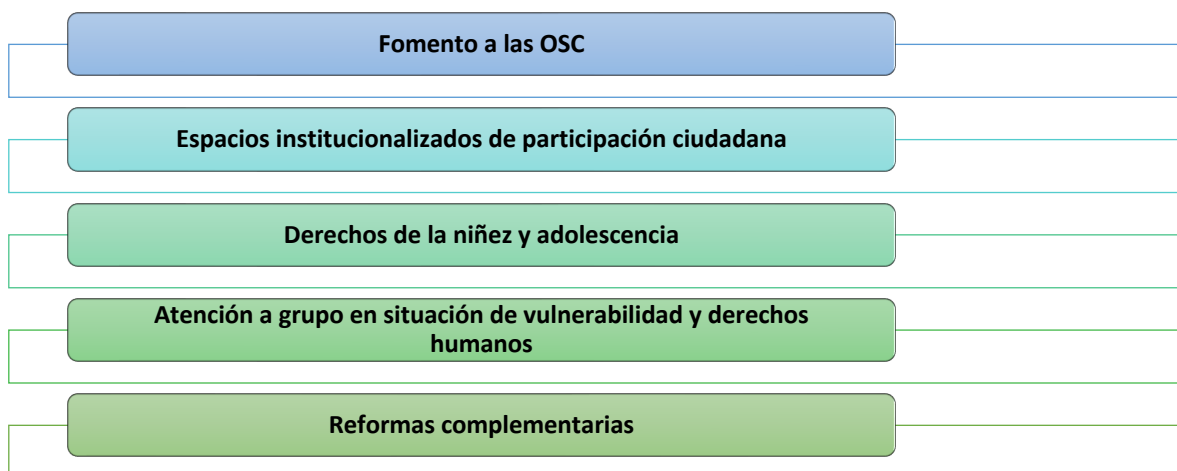 Fomento a las OSC
Espacios institucionalizados de participación ciudadana
Derechos de la niñez y adolescencia
Atención a grupo en situación de vulnerabilidad y derechos
humanos
Reformas complementarias